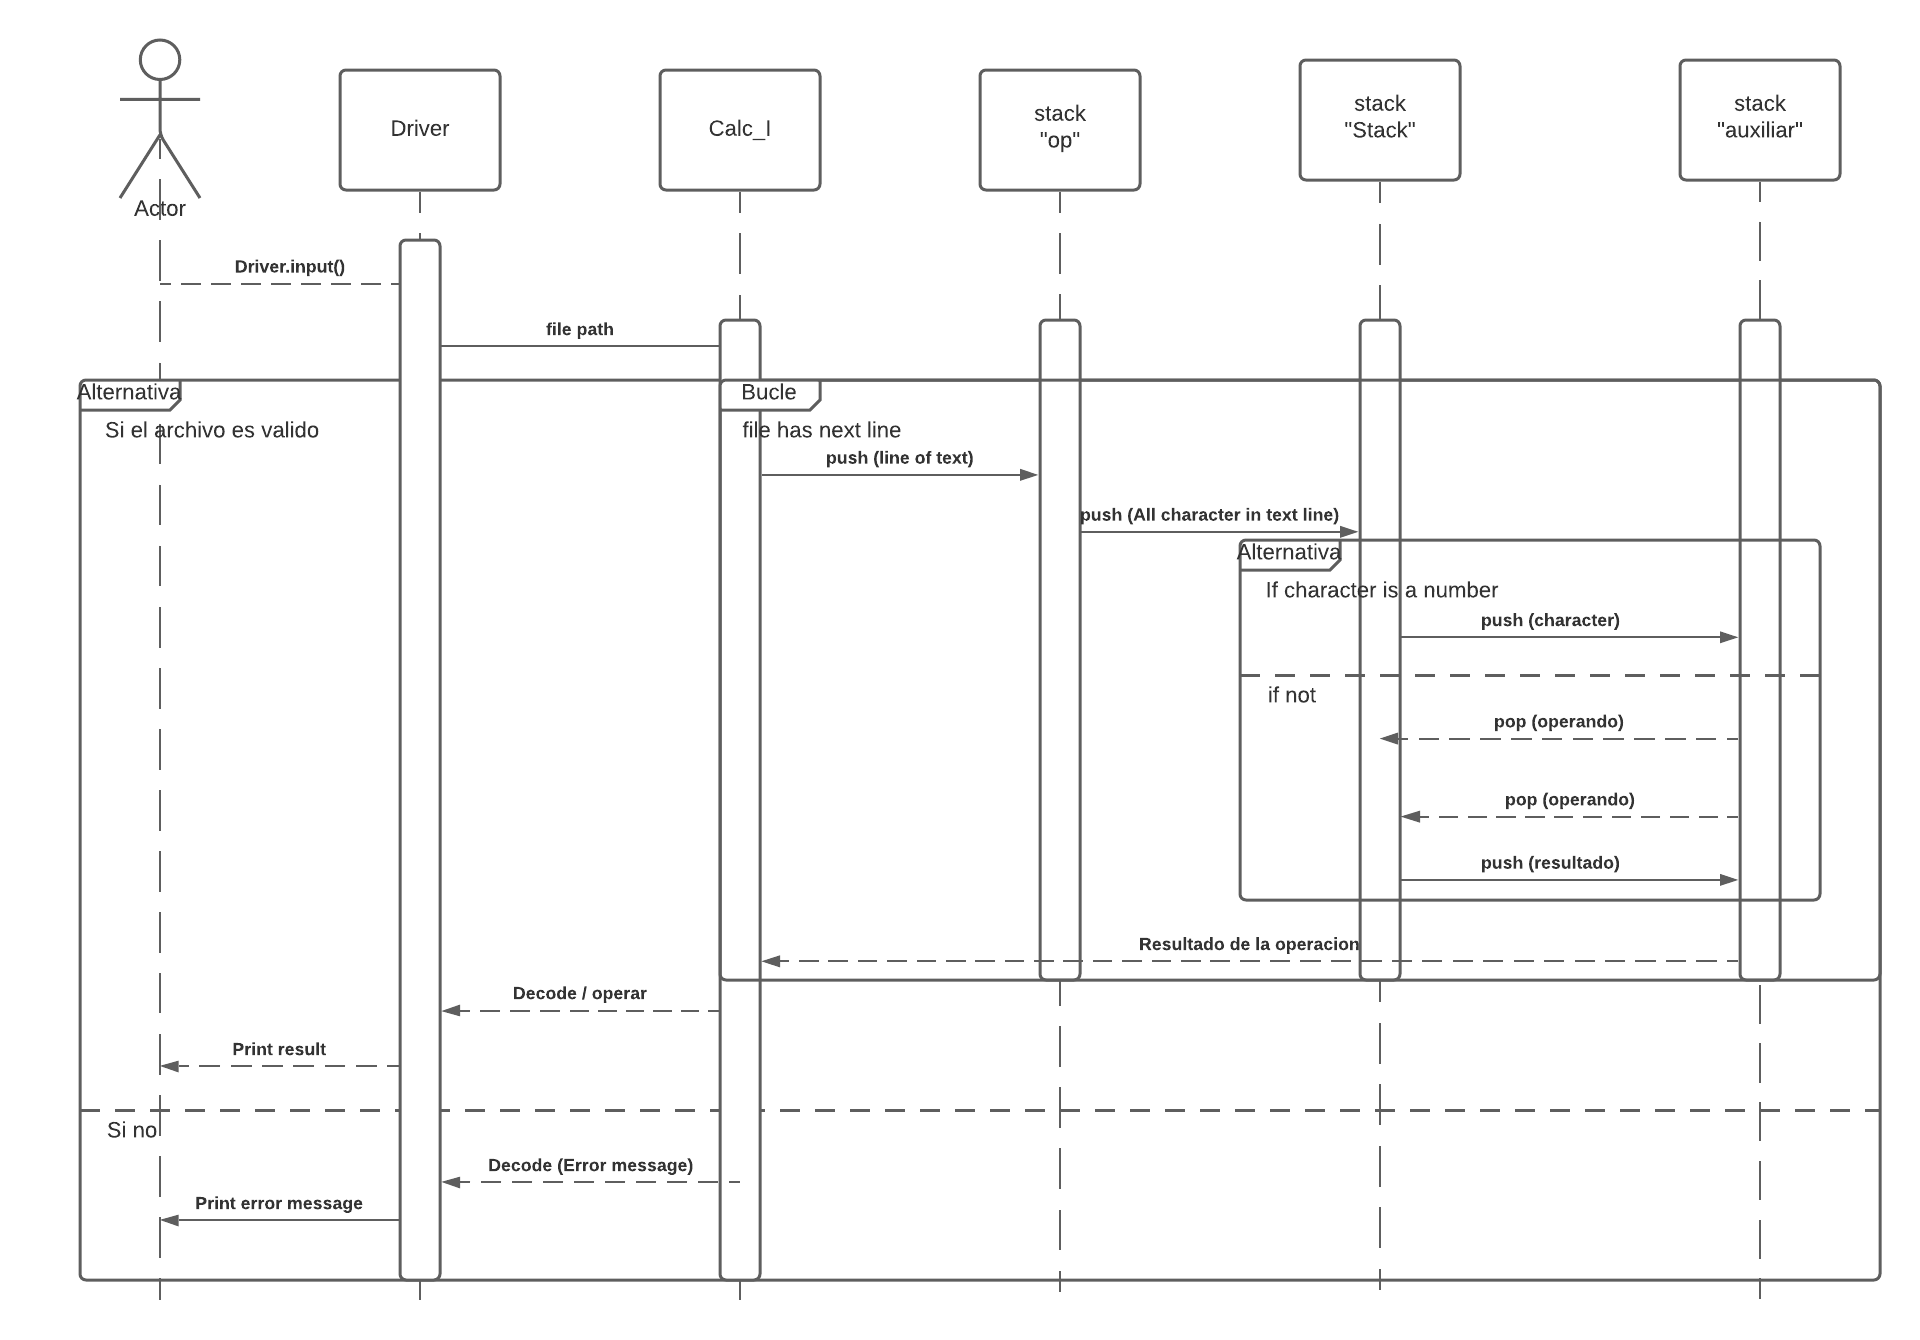 Actor
Driver
Calc_I
stack
"op"
stack
"Stack"
stack
"auxiliar"
Driver.input()
file path
Alternativa
Si el archivo es valido
Bucle
file has next line
push (line of text)
push (All character in text line)
Alternativa
If character is a number
push (character)
if not
pop (operando)
pop (operando)
push (resultado)
Resultado de la operacion
Decode / operar
Print result
Si no
Decode (Error message)
Print error message